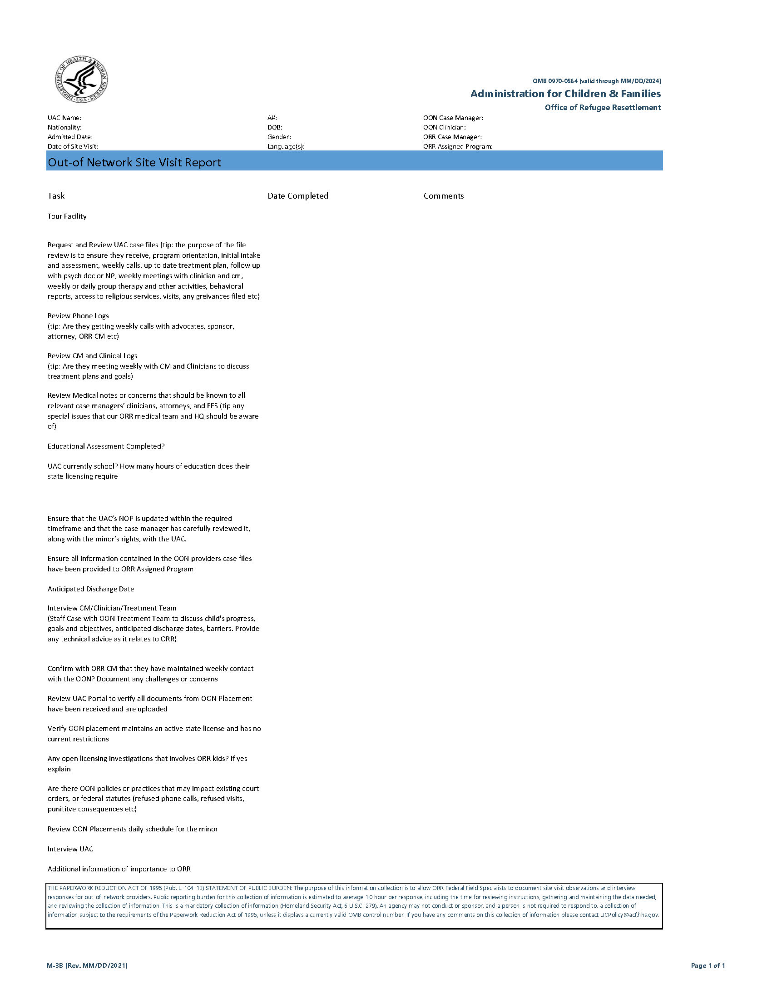 DEPARTMENT OF HEALTH & HUMAN SERVICES · USA
OMB 0970-0564 [valid through MM/DD/2024]
Administration for Children & Families
Office of Refugee Resettlement
UAC Name: A#: OON Case Manager:
Nationality: DOB: OON Clinician:
Admitted Date: Gender: ORR Case Manager:
Date of Site Visit: Language(s): ORR Assigned Program:
Out-of Network Site Visit Report
Task Date Completed Comments
Tour Facility
Request and Review UAC case files (tip: the purpose of the file
review is to ensure they receive, program orientation, initial intake
and assessment, weekly calls, up to date treatment plan, follow up
with psych doc or NP, weekly meetings with clinician and cm,
weekly or daily group therapy and other activities, behavioral
reports, access to religious services, visits, any greivances filed etc)
Review Phone Logs
(tip: Are they getting weekly calls with advocates, sponsor,
attorney, ORR CM etc)
Review CM and Clinical Logs
(tip: Are they meeting weekly with CM and Clinicians to discuss
treatment plans and goals)
Review Medical notes or concerns that should be known to all
relevant case managers' clinicians, attorneys, and FFS (tip any
special issues that our ORR medical team and HQ should be aware
of)
Educational Assessment Completed?
UAC currently school? How many hours of education does their
state licensing require
Ensure that the UAC’s NOP is updated within the required
timeframe and that the case manager has carefully reviewed it,
along with the minor’s rights, with the UAC.
Ensure all information contained in the OON providers case files
have been provided to ORR Assigned Program
Anticipated Discharge Date
Interview CM/Clinician/Treatment Team
(Staff Case with OON Treatment Team to discuss child's progress,
goals and objectives, anticipated discharge dates, barriers. Provide
any technical advice as it relates to ORR)
Confirm with ORR CM that they have maintained weekly contact
with the OON? Document any challenges or concerns
Review UAC Portal to verify all documents from OON Placement
have been received and are uploaded
Verify OON placement maintains an active state license and has no
current restrictions
Any open licensing investigations that involves ORR kids? If yes
explain
Are there OON policies or practices that may impact existing court
orders, or federal statutes (refused phone calls, refused visits,
punititve consequences etc)
Review OON Placements daily schedule for the minor
Interview UAC
Additional information of importance to ORR
THE PAPERWORK REDUCTION ACT OF 1995 (Pub. L. 104-13) STATEMENT OF PUBLIC BURDEN: The purpose of this information collection is to allow ORR Federal Field Specialists to document site visit observations and interview
responses for out-of-network providers. Public reporting burden for this collection of information is estimated to average 1.0 hour per response, including the time for reviewing instructions, gathering and maintaining the data needed,
and reviewing the collection of information. This is a mandatory collection of information (Homeland Security Act, 6 U.S.C. 279). An agency may not conduct or sponsor, and a person is not required to respond to, a collection of
information subject to the requirements of the Paperwork Reduction Act of 1995, unless it displays a currently valid OMB control number. If you have any comments on this collection of information please contact UCPolicy@acf.hhs.gov.
M-3B [Rev. MM/DD/2021] Page 1 of 1